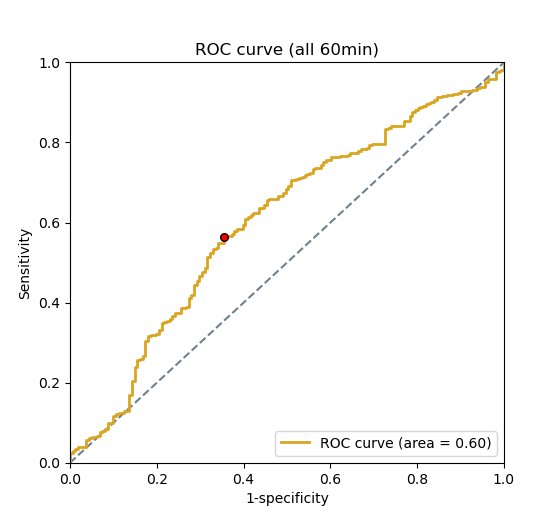 ROC curve (all 60min)
1.0
0.8
0.6
0.4
0.2
0.0
Sensitivity
ROC curve (area = 0.60)
0.0 0.2 0.4 0.6 0.8 1.0
1-specificity